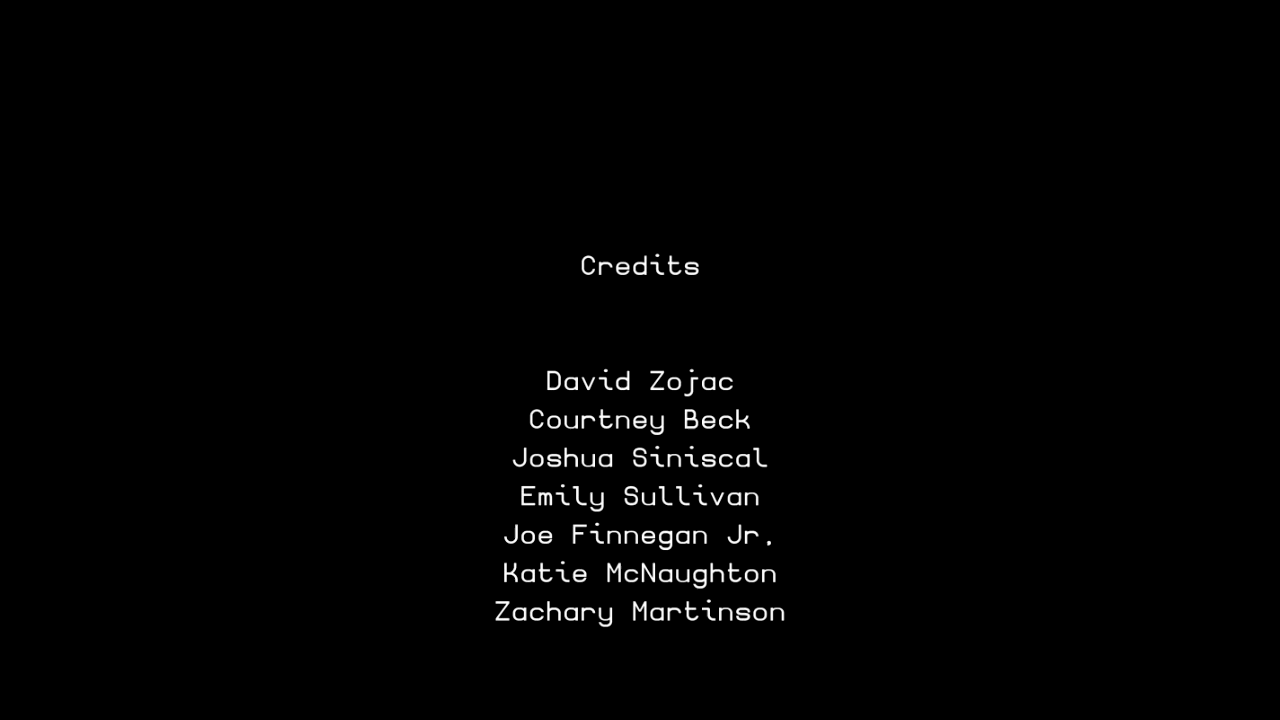 Credits
David Zojac
Courtney Beck
Joshua Siniscal
Emily Sullivan
Joe Finnegan Jr.
Katie McNaughton
Zachary Martinson